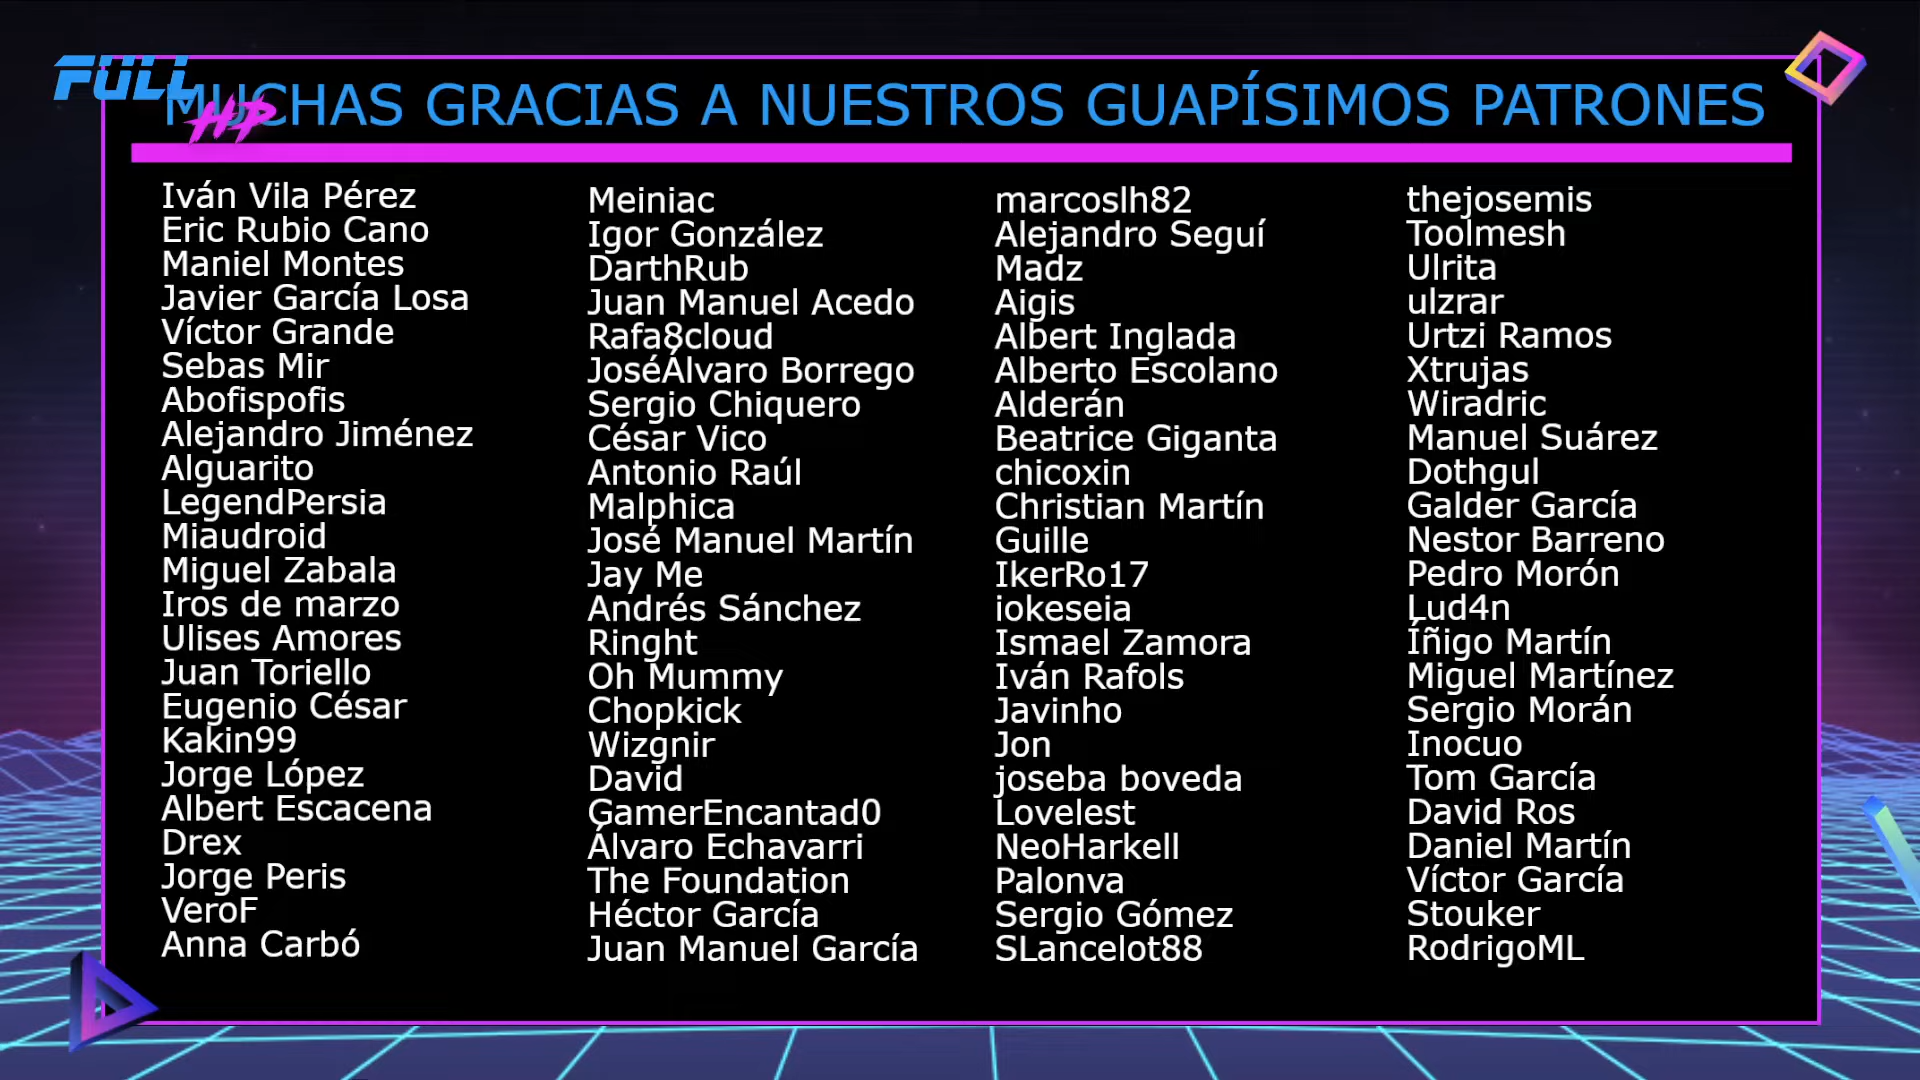 FULL
HP
MUCHAS GRACIAS A NUESTROS GUAPÍSIMOS PATRONES
Iván Vila Pérez
Eric Rubio Cano
Maniel Montes
Javier García Losa
Víctor Grande
Sebas Mir
Abofispofis
Alejandro Jiménez
Alguarito
LegendPersia
Miaudroid
Miguel Zabala
Iros de marzo
Ulises Amores
Juan Toriello
Eugenio César
Kakin99
Jorge López
Albert Escacena
Drex
Jorge Peris
VeroF
Anna Carbó
Meiniac
Igor González
DarthRub
Juan Manuel Acedo
Rafa8cloud
JoséÁlvaro Borrego
Sergio Chiquero
César Vico
Antonio Raúl
Malphica
José Manuel Martín
Jay Me
Andrés Sánchez
Ringht
Oh Mummy
Chopkick
Wizgnir
David
GamerEncantad0
Álvaro Echavarri
The Foundation
Héctor García
Juan Manuel García
marcoslh82
Alejandro Seguí
Madz
Aigis
Albert Inglada
Alberto Escolano
Alderán
Beatrice Giganta
chicoxin
Christian Martín
Guille
IkerRo17
iokeseia
Ismael Zamora
Iván Rafols
Javinho
Jon
joseba boveda
Lovelest
NeoHarkell
Palonva
Sergio Gómez
SLancelot88
thejosemis
Toolmesh
Ulrita
ulzrar
Urtzi Ramos
Xtrujas
Wiradric
Manuel Suárez
Dothgul
Galder García
Nestor Barreno
Pedro Morón
Lud4n
Íñigo Martín
Miguel Martínez
Sergio Morán
Inocuo
Tom García
David Ros
Daniel Martín
Víctor García
Stouker
RodrigoML